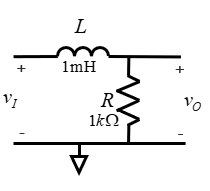 L
+ 1mH +
v_I R v_O
1kΩ
- -